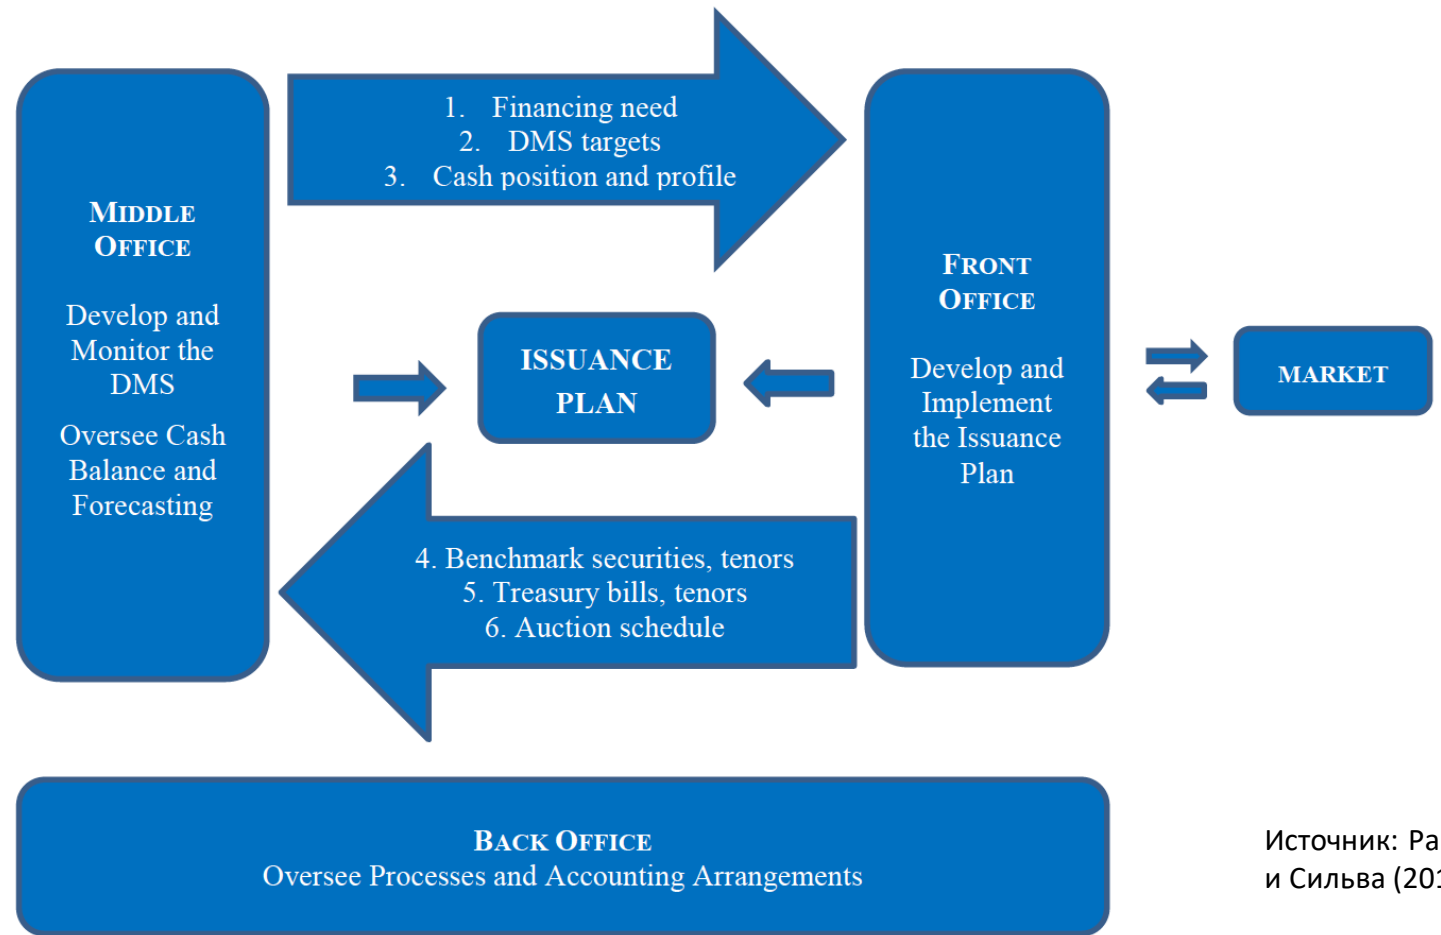 1. Financing need
2. DMS targets
3. Cash position and profile
MIDDLE
OFFICE
Develop and
Monitor the
DMS
Oversee Cash
Balance and
Forecasting
ISSUANCE
PLAN
FRONT
OFFICE
Develop and
Implement
the Issuance
Plan
MARKET
4. Benchmark securities, tenors
5. Treasury bills, tenors
6. Auction schedule
BACK OFFICE
Oversee Processes and Accounting Arrangements
Источник:
и Сильва